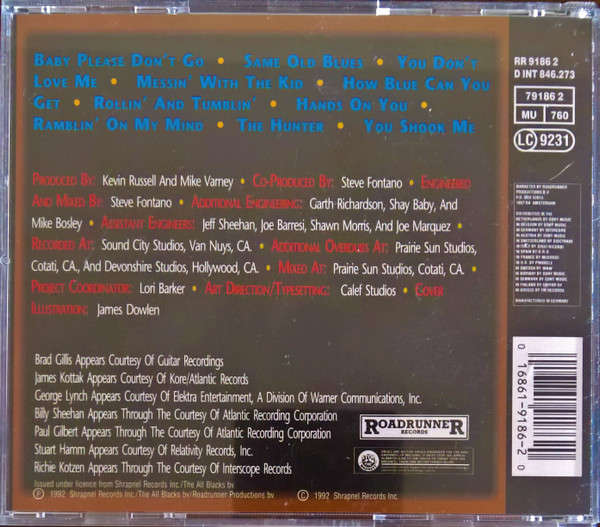 Baby Please Don't Go • Same Old Blues • You Don't
Love Me • Messin' With The Kid • How Blue Can You
Get • Rollin' And Tumblin' • Hands On You •
Ramblin' On My Mind • The Hunter • You Shook Me
Produced By: Kevin Russell And Mike Varney • Co-Produced By: Steve Fontano • Engineered
And Mixed By: Steve Fontano • Additional Engineering: Garth Richardson, Shay Baby, And
Mike Bosley • Assistant Engineers: Jeff Sheehan, Joe Barresi, Shawn Morris, And Joe Marquez •
Recorded At: Sound City Studios, Van Nuys, CA. • Additional Overdubs At: Prairie Sun Studios,
Cotati, CA., And Devonshire Studios, Hollywood, CA. • Mixed At: Prairie Sun Studios, Cotati, CA. •
Project Coordinater: Lori Barker • Art Direction/Typesetting: Calef Studios • Cover
Illustration: James Dowlen
Brad Gillis Appears Courtesy Of Guitar Recordings
James Kottak Appears Courtesy Of Kore/Atlantic Records
George Lynch Appears Courtesy Of Elektra Entertainment, A Division Of Warner Communications, Inc.
Billy Sheehan Appears Through The Courtesy Of Atlantic Recording Corporation
Paul Gilbert Appears Through The Courtesy Of Atlantic Recording Corporation
Stuart Hamm Appears Courtesy Of Relativity Records, Inc.
Richie Kotzen Appears Through The Courtesy Of Interscope Records
Issued under licence from Shrapnel Records Inc./The All Blacks bv
℗ 1992 Shrapnel Records Inc./The All Blacks bv/Roadrunner Productions bv
© 1992 Shrapnel Records Inc.
ROADRUNNER
RECORDS
RR 9186 2
D INT 846.273
79186 2
MU 760
LC 9231
MARKETED BY ROADRUNNER
PRODUCTIONS B.V.
AMSTERDAM
DISTRIBUTED IN
MANUFACTURED IN GERMANY
0 16861-9186-2 0